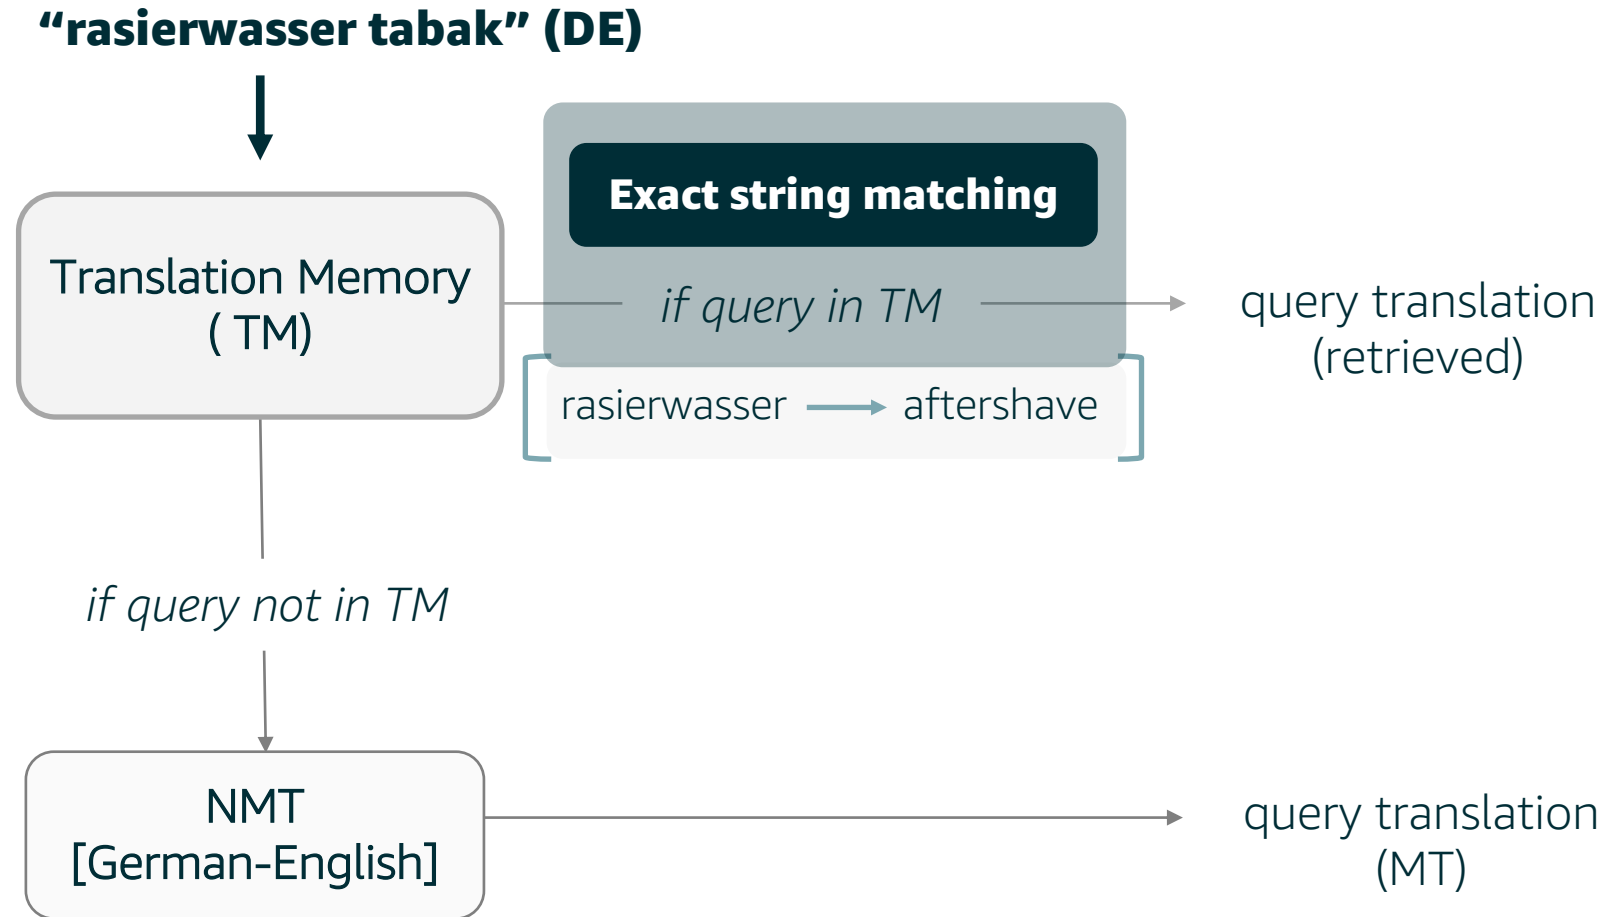 “rasierwasser tabak” (DE)
Exact string matching
Translation Memory
( TM)
if query in TM
query translation
(retrieved)
rasierwasser
aftershave
if query not in TM
NMT
[German-English]
query translation
(MT)